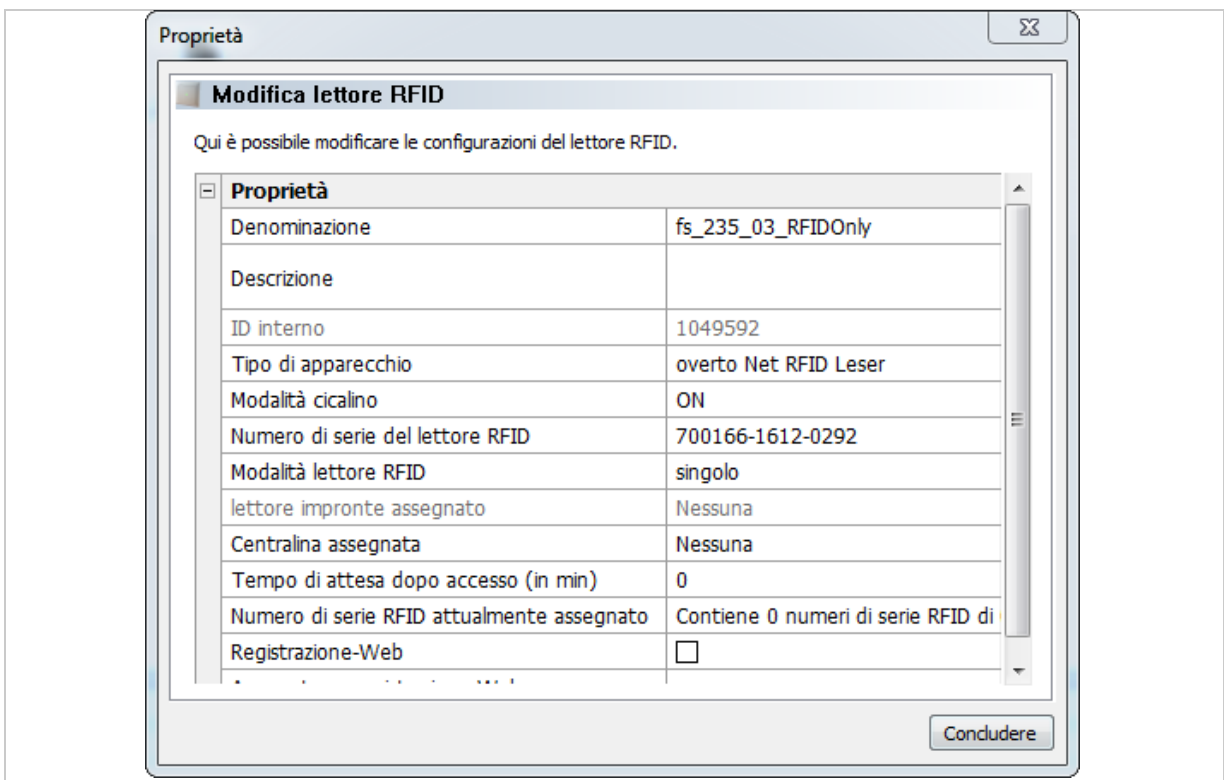 Proprietà
Modifica lettore RFID
Qui è possibile modificare le configurazioni del lettore RFID.
Proprietà
Denominazione fs_235_03_RFIDOnly
Descrizione
ID interno 1049592
Tipo di apparecchio overto Net RFID Leser
Modalità cicalino ON
Numero di serie del lettore RFID 700166-1612-0292
Modalità lettore RFID singolo
lettore impronte assegnato Nessuna
Centralina assegnata Nessuna
Tempo di attesa dopo accesso (in min) 0
Numero di serie RFID attualmente assegnato Contiene 0 numeri di serie RFID di
Registrazione-Web
Concludere